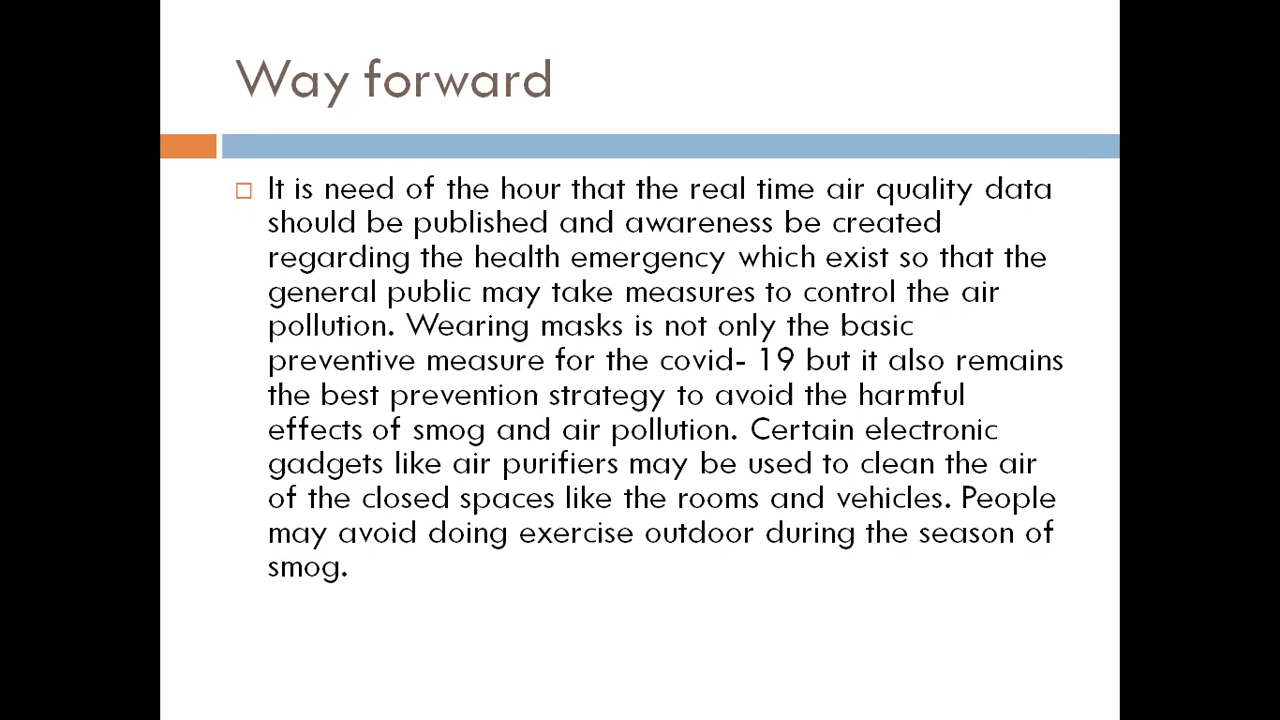 Way forward
It is need of the hour that the real time air quality data
should be published and awareness be created
regarding the health emergency which exist so that the
general public may take measures to control the air
pollution. Wearing masks is not only the basic
preventive measure for the covid- 19 but it also remains
the best prevention strategy to avoid the harmful
effects of smog and air pollution. Certain electronic
gadgets like air purifiers may be used to clean the air
of the closed spaces like the rooms and vehicles. People
may avoid doing exercise outdoor during the season of
smog.